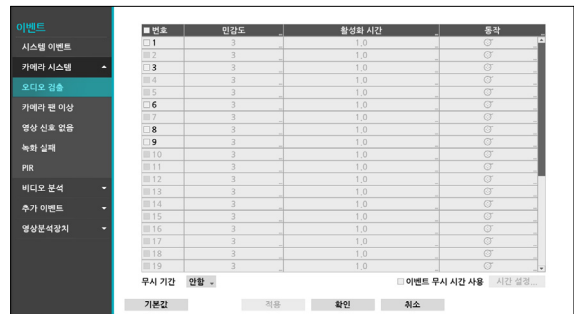 이벤트
시스템 이벤트
카메라 시스템
오디오 검출
카메라 팬 이상
영상 신호 없음
녹화 실패
PIR
비디오 분석
추가 이벤트
영상분석장치
번호 민감도 활성화 시간 동작
1 3 1.0
2 3 1.0
3 3 1.0
4 3 1.0
5 3 1.0
6 3 1.0
7 3 1.0
8 3 1.0
9 3 1.0
10 3 1.0
11 3 1.0
12 3 1.0
13 3 1.0
14 3 1.0
15 3 1.0
16 3 1.0
17 3 1.0
18 3 1.0
19 3 1.0
무시 기간 안함 이벤트 무시 시간 사용 시간 설정...
기본값 적용 확인 취소